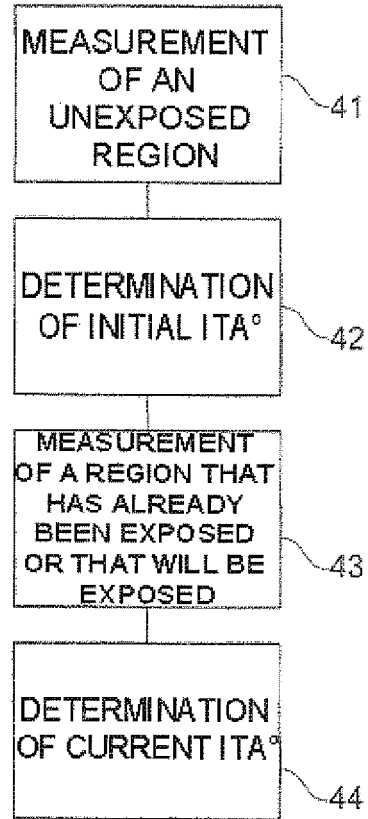 MEASUREMENT
OF AN
UNEXPOSED
REGION
41
DETERMINATION
OF INITIAL ITA°
42
MEASUREMENT
OF A REGION THAT
HAS ALREADY
BEEN EXPOSED
OR THAT WILL BE
EXPOSED
43
DETERMINATION
OF CURRENT ITA°
44